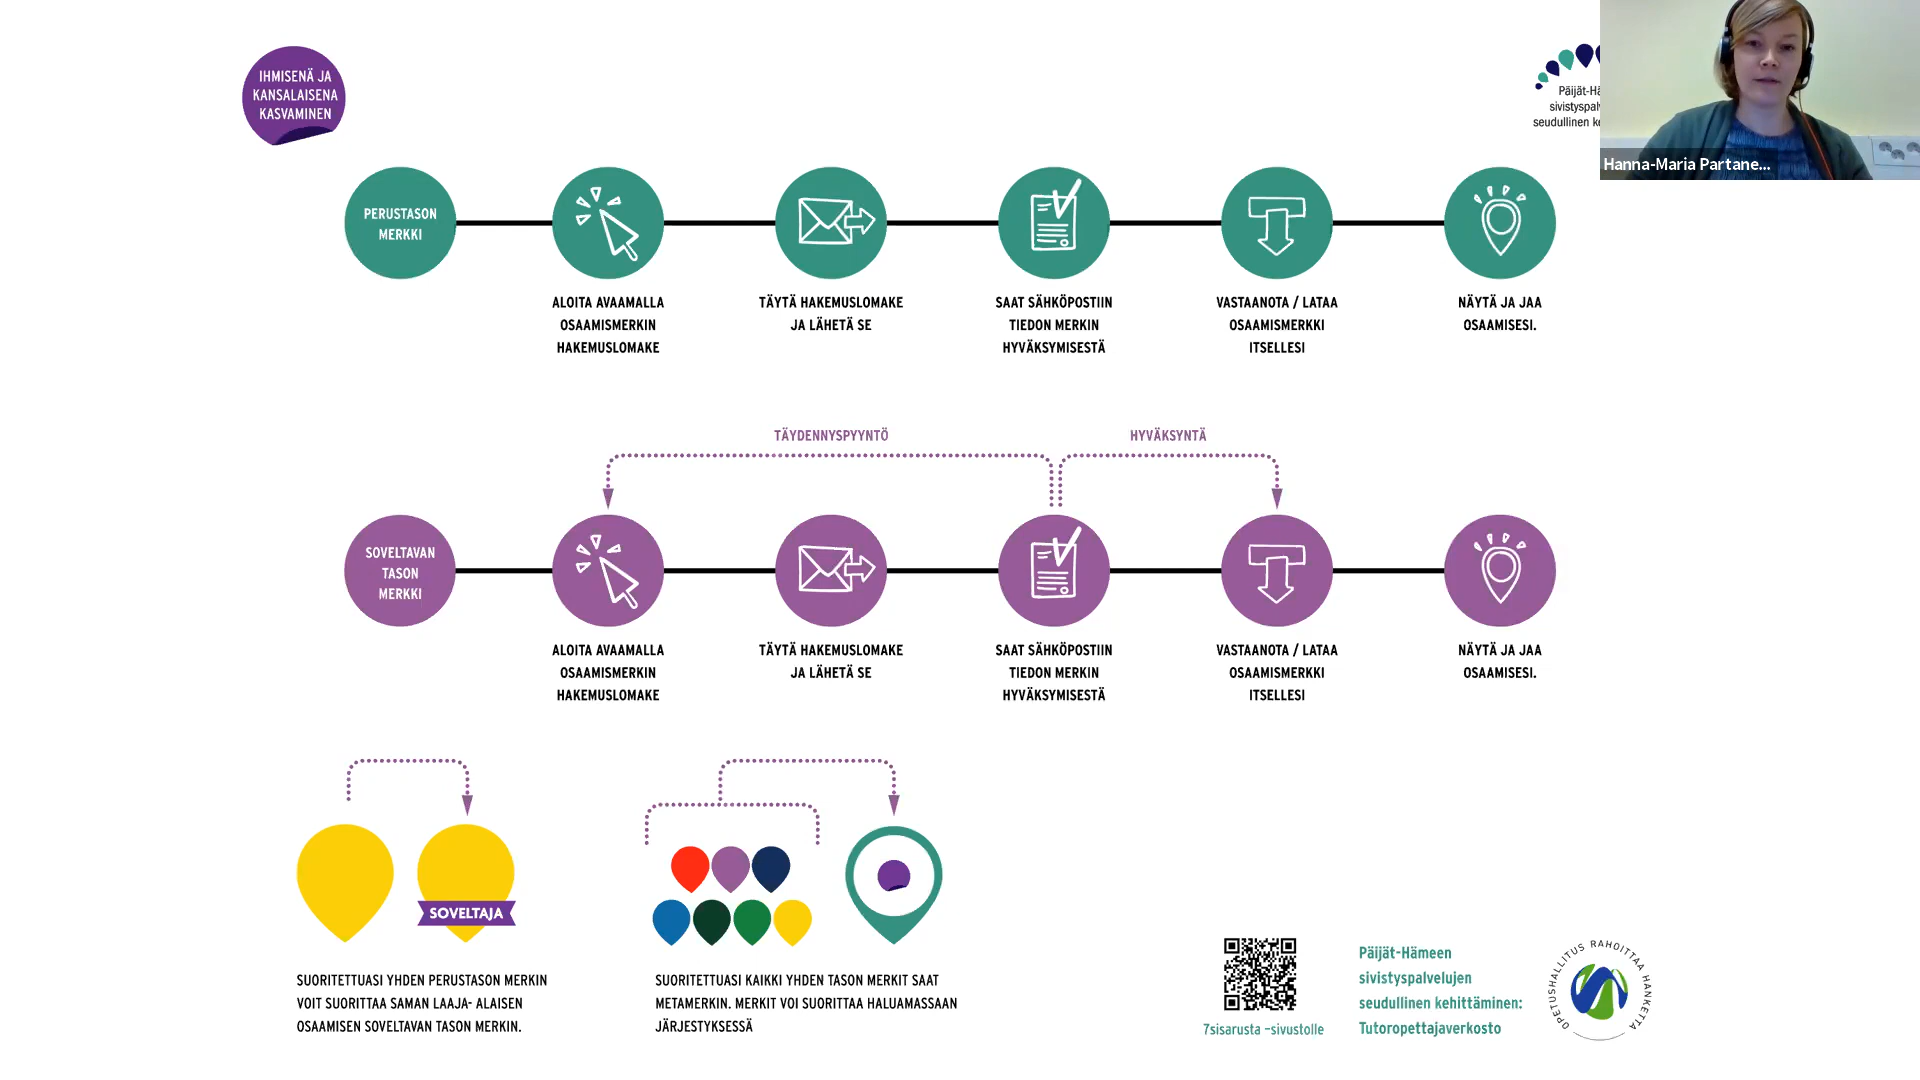 IHMISENÄ JA
KANSALAISENA
KASVAMINEN
Päijät-Hä
sivistyspal
seudullinen ke
Hanna-Maria Partane...
PERUSTASON
MERKKI
ALOITA AVAAMALLA
OSAAMISMERKIN
HAKEMUSLOMAKE
TÄYTÄ HAKEMUSLOMAKE
JA LÄHETÄ SE
SAAT SÄHKÖPOSTIIN
TIEDON MERKIN
HYVÄKSYMISESTÄ
VASTAANOTA / LATAA
OSAAMISMERKKI
ITSELLESI
NÄYTÄ JA JAA
OSAAMISESI.
TÄYDENNYSPYYNTÖ
HYVÄKSYNTÄ
SOVELTAVAN
TASON
MERKKI
ALOITA AVAAMALLA
OSAAMISMERKIN
HAKEMUSLOMAKE
TÄYTÄ HAKEMUSLOMAKE
JA LÄHETÄ SE
SAAT SÄHKÖPOSTIIN
TIEDON MERKIN
HYVÄKSYMISESTÄ
VASTAANOTA / LATAA
OSAAMISMERKKI
ITSELLESI
NÄYTÄ JA JAA
OSAAMISESI.
SOVELTAJA
SUORITETTUASI YHDEN PERUSTASON MERKIN
VOIT SUORITTAA SAMAN LAAJA- ALAISEN
OSAAMISEN SOVELTAVAN TASON MERKIN.
SUORITETTUASI KAIKKI YHDEN TASON MERKIT SAAT
METAMERKIN. MERKIT VOI SUORITTAA HALUAMASSAAN
JÄRJESTYKSESSÄ
7sisarusta -sivustolle
Päijät-Hämeen
sivistyspalvelujen
seudullinen kehittäminen:
Tutoropettajaverkosto
OPETUSHALLITUS RAHOITTAA HANKETTA